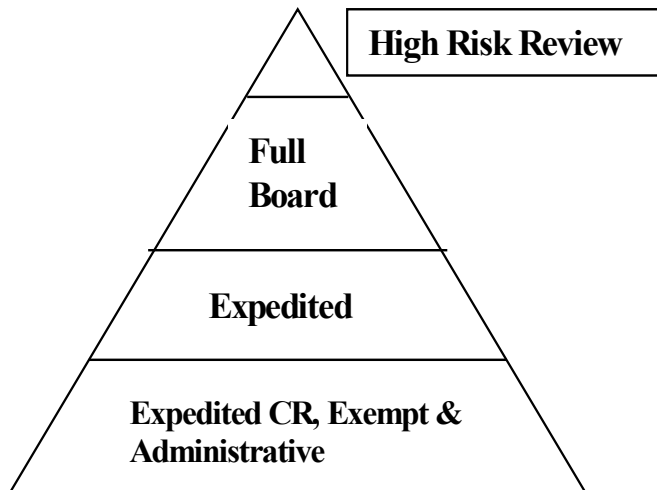 High Risk Review
Full
Board
Expedited
Expedited CR, Exempt &
Administrative